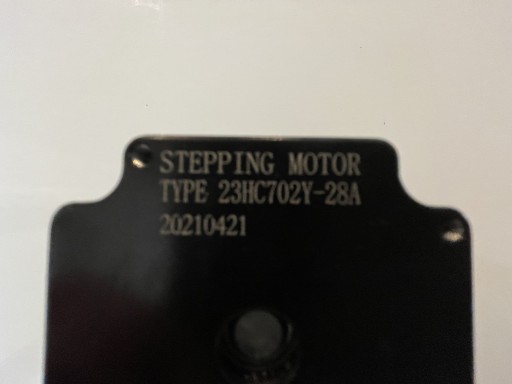 STEPPING MOTOR
TYPE 23HC702Y-28A
20210421